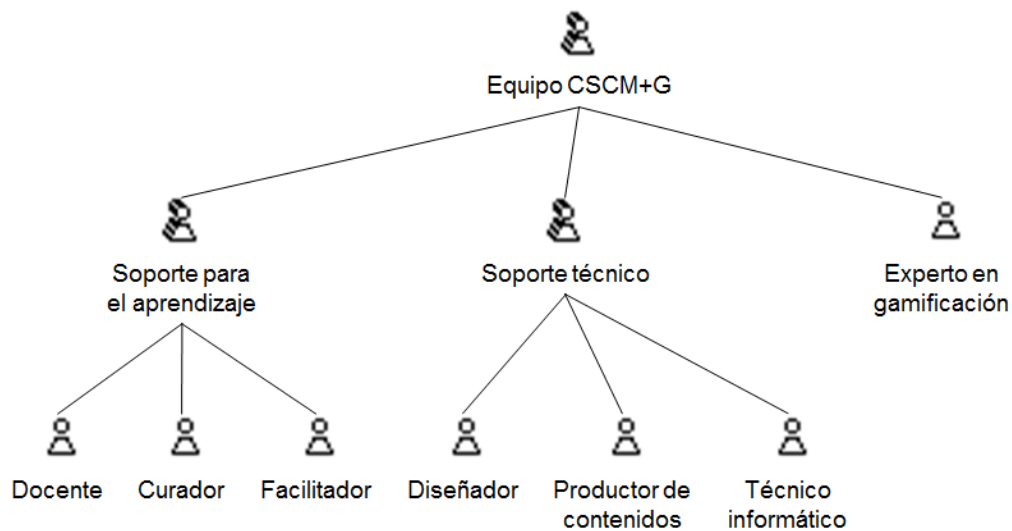 Equipo CSCM+G
Soporte para
el aprendizaje
Soporte técnico
Experto en
gamificación
Docente
Curador
Facilitador
Diseñador
Productor de
contenidos
Técnico
informático